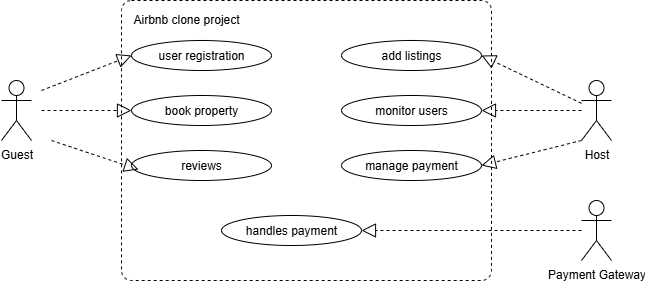 Airbnb clone project
user registration
add listings
book property
monitor users
Guest
Host
reviews
manage payment
handles payment
Payment Gateway